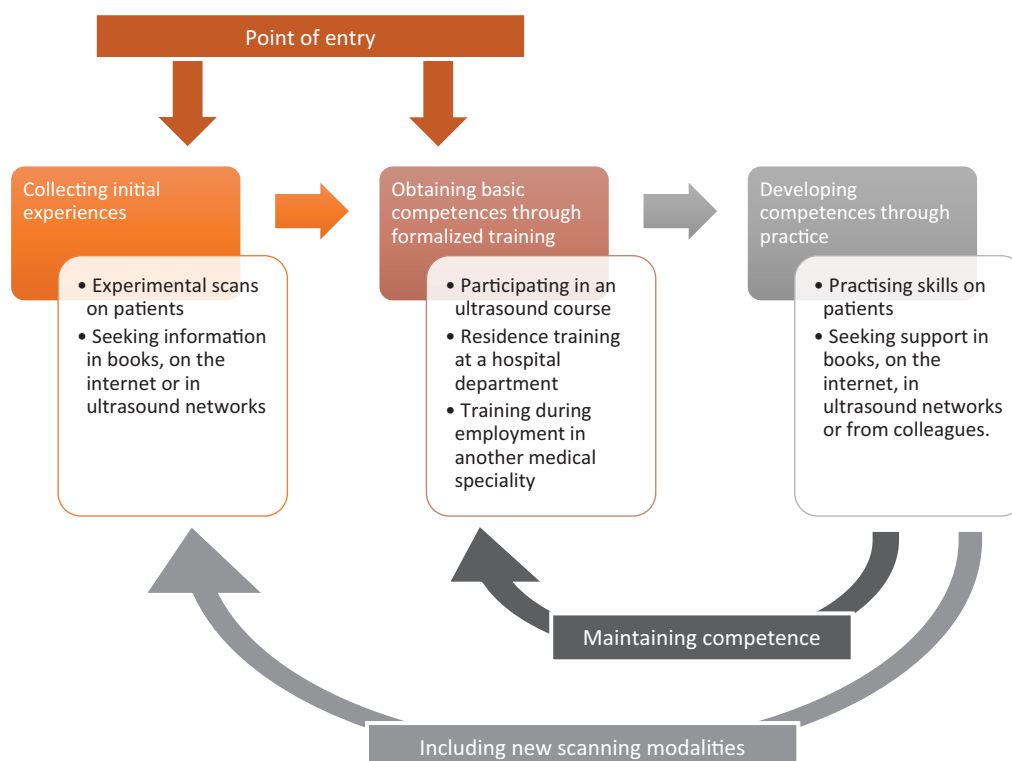 Point of entry
Collecting initial
experiences
• Experimental scans
on patients
• Seeking information
in books, on the
internet or in
ultrasound networks
Obtaining basic
competences through
formalized training
• Participating in an
ultrasound course
• Residence training
at a hospital
department
• Training during
employment in
another medical
speciality
Developing
competences through
practice
• Practising skills on
patients
• Seeking support in
books, on the
internet, in
ultrasound networks
or from colleagues.
Maintaining competence
Including new scanning modalities